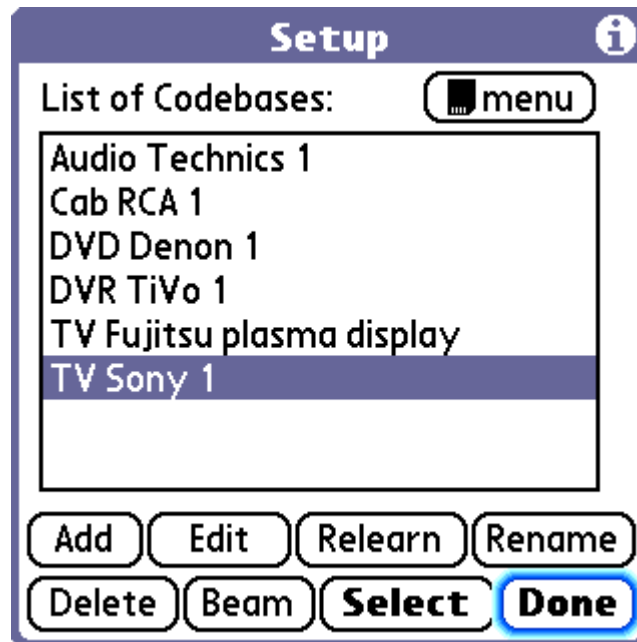 Setup i
List of Codebases: menu
Audio Technics 1
Cab RCA 1
DVD Denon 1
DVR TiVo 1
TV Fujitsu plasma display
TV Sony 1
Add Edit Relearn Rename
Delete Beam Select Done